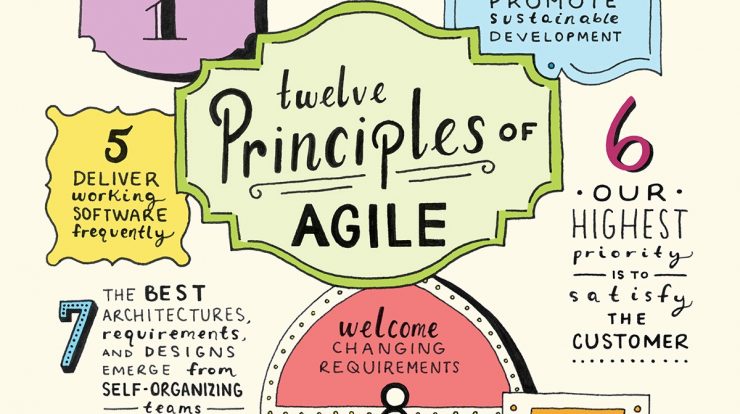 1
PROMOTE
sustainable
DEVELOPMENT
twelve
Principles OF
AGILE
5
DELIVER
working
SOFTWARE
frequently
6
OUR
HIGHEST
priority
IS TO
satisfy
THE
CUSTOMER
7
THE BEST
ARCHITECTURES,
requirements,
AND DESIGNS
EMERGE from
SELF-ORGANIZING
teams
welcome
CHANGING
REQUIREMENTS
8